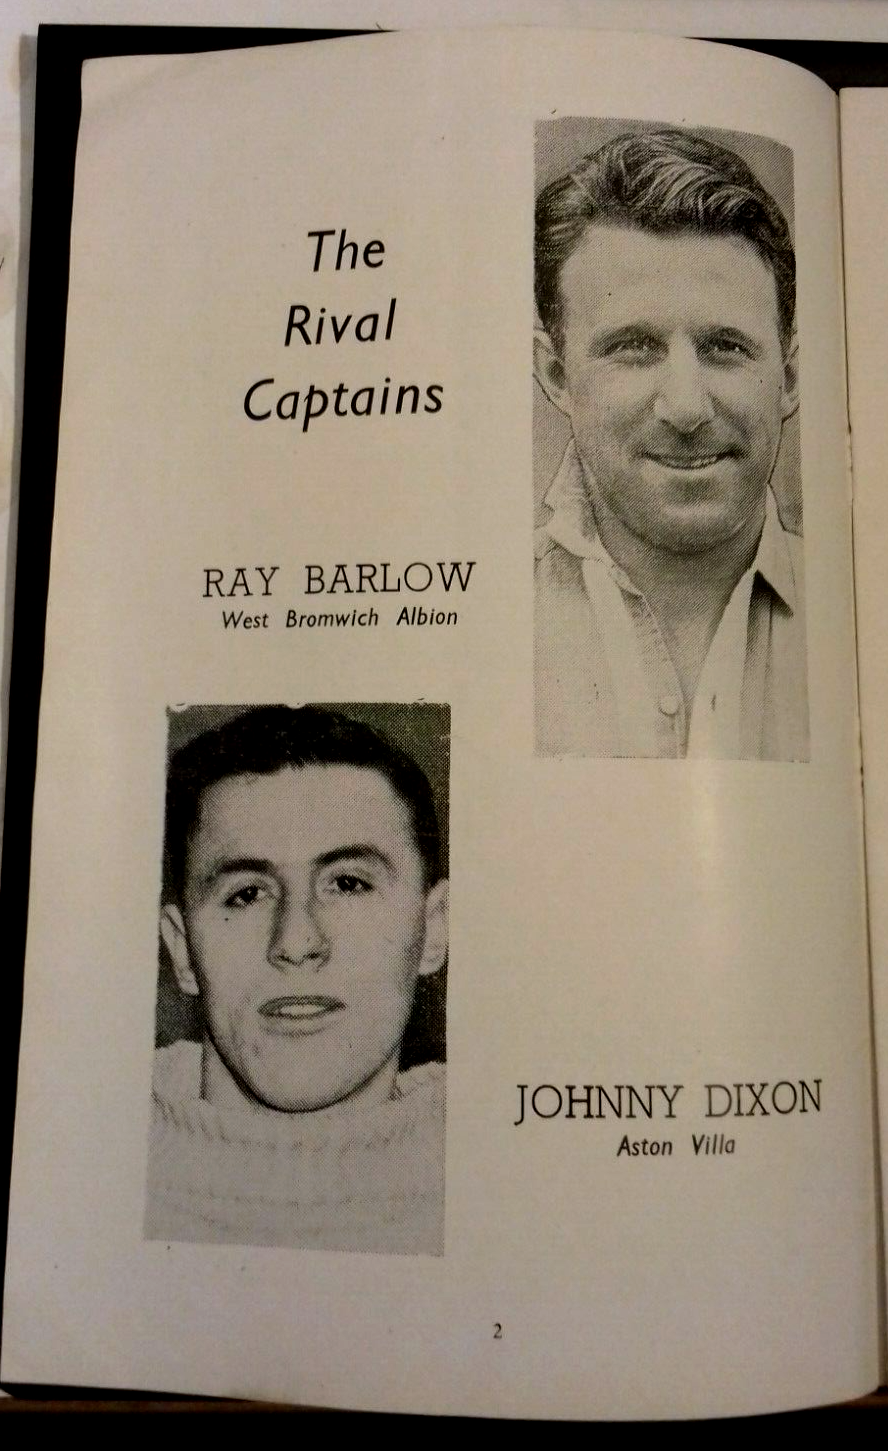 The
Rival
Captains
RAY BARLOW
West Bromwich Albion
JOHNNY DIXON
Aston Villa
2